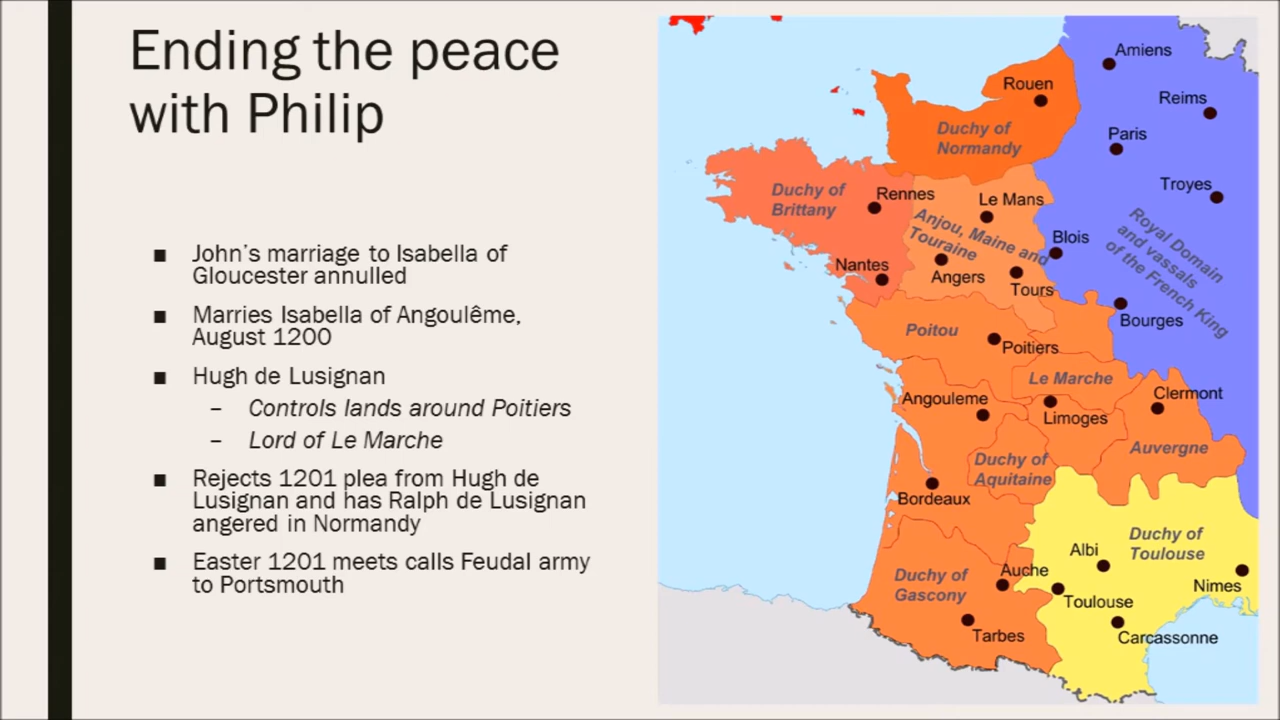 Ending the peace
with Philip
■ John's marriage to Isabella of
Gloucester annulled
■ Marries Isabella of Angoulême,
August 1200
■ Hugh de Lusignan
– Controls lands around Poitiers
– Lord of Le Marche
■ Rejects 1201 plea from Hugh de
Lusignan and has Ralph de Lusignan
angered in Normandy
■ Easter 1201 meets calls Feudal army
to Portsmouth
Amiens
Rouen
Reims
Duchy of
Normandy
Paris
Troyes
Duchy of
Brittany
Rennes
Le Mans
Anjou, Maine and
Touraine
Blois
Royal Domain
and vassals
of the French King
Nantes
Angers
Tours
Bourges
Poitou
Poitiers
Le Marche
Clermont
Angouleme
Limoges
Auvergne
Duchy of
Aquitaine
Bordeaux
Duchy of
Toulouse
Albi
Auche
Nimes
Duchy of
Gascony
Toulouse
Tarbes
Carcassonne